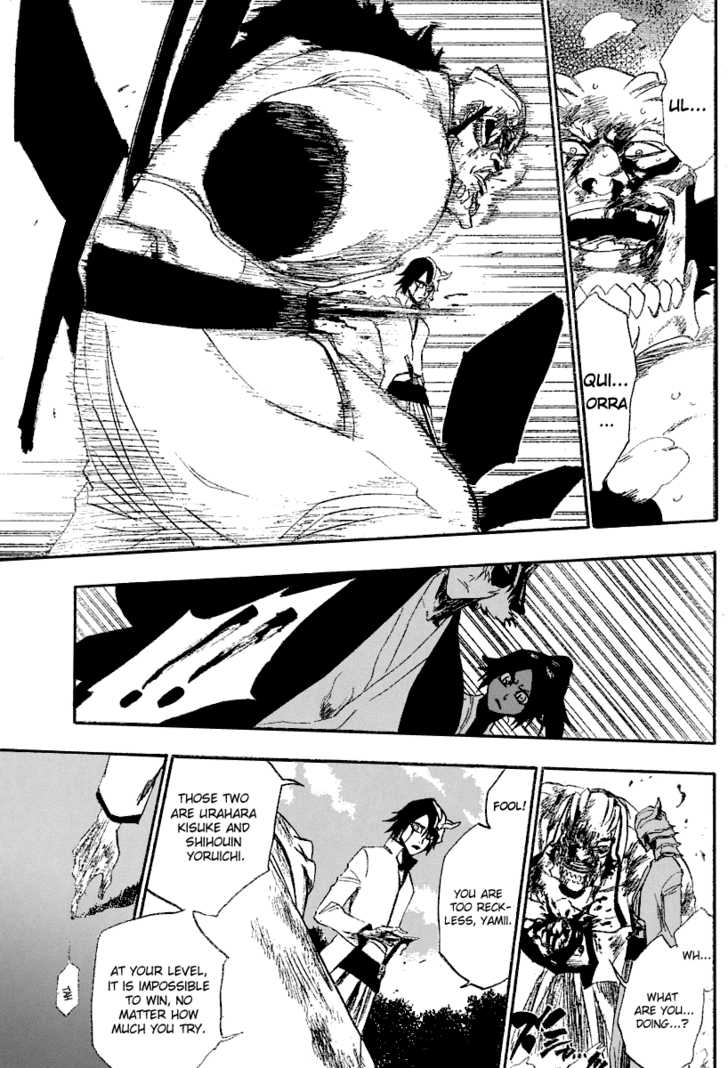 UL...
QUI...
ORRA
...
!!
FOOL!
YOU ARE
TOO RECK-
LESS, YAMII.
WH...
WHAT
ARE YOU...
DOING...?
THOSE TWO
ARE URAHARA
KISUKE AND
SHIHOUIN
YORUICHI.
AT YOUR LEVEL,
IT IS IMPOSSIBLE
TO WIN, NO
MATTER HOW
MUCH YOU TRY.